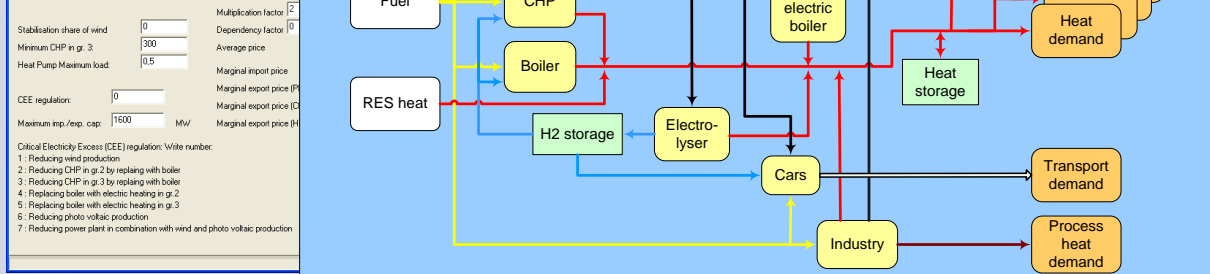 Multiplication factor 2
Stabilisation share of wind 0
Dependency factor 0
Minimum CHP in gr. 3: 300
Average price
Heat Pump Maximum load: 0,5
Marginal import price
CEE regulation: 0
Marginal export price (Pl
Marginal export price (C
Maximum imp./exp. cap: 1600 MW
Marginal export price (H
Critical Electricity Excess (CEE) regulation: Write number:
1 : Reducing wind production
2 : Reducing CHP in gr.2 by replaing with boiler
3 : Reducing CHP in gr.3 by replaing with boiler
4 : Replacing boiler with electric heating in gr.2
5 : Replacing boiler with electric heating in gr.3
6 : Reducing photo voltaic production
7 : Reducing power plant in combination with wind and photo voltaic production
Fuel
CHP
electric
boiler
Heat
demand
Boiler
Heat
storage
RES heat
H2 storage
Electro-
lyser
Cars
Transport
demand
Industry
Process
heat
demand